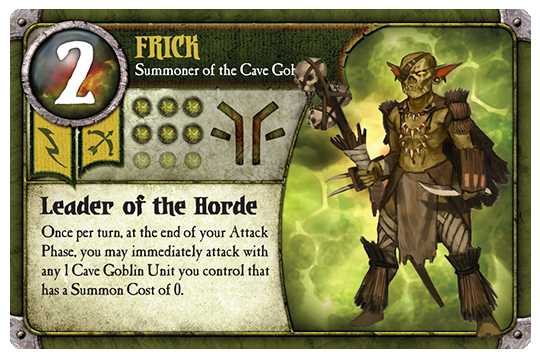 2
FRICK
Summoner of the Cave Gob
Leader of the Horde
Once per turn, at the end of your Attack
Phase, you may immediately attack with
any 1 Cave Goblin Unit you control that
has a Summon Cost of 0.